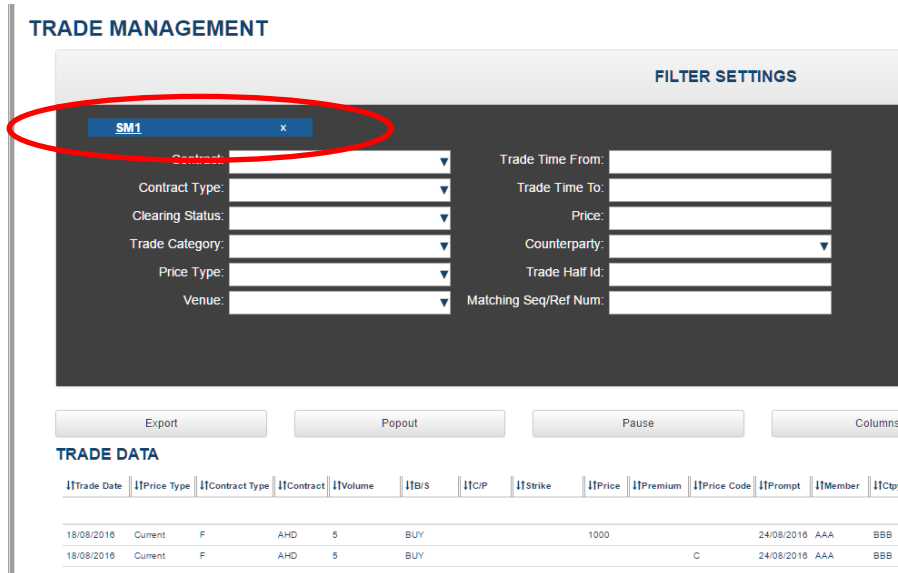 TRADE MANAGEMENT
FILTER SETTINGS
SM1 x
Contract: Trade Time From:
Contract Type: Trade Time To:
Clearing Status: Price:
Trade Category: Counterparty:
Price Type: Trade Half Id:
Venue: Matching Seq/Ref Num:
Export Popout Pause Columns
TRADE DATA
Trade Date Price Type Contract Type Contract Volume B/S C/P Strike Price Premium Price Code Prompt Member Ctpy
18/08/2016 Current F AHD 5 BUY 1000 24/08/2016 AAA BBB
18/08/2016 Current F AHD 5 BUY C 24/08/2016 AAA BBB